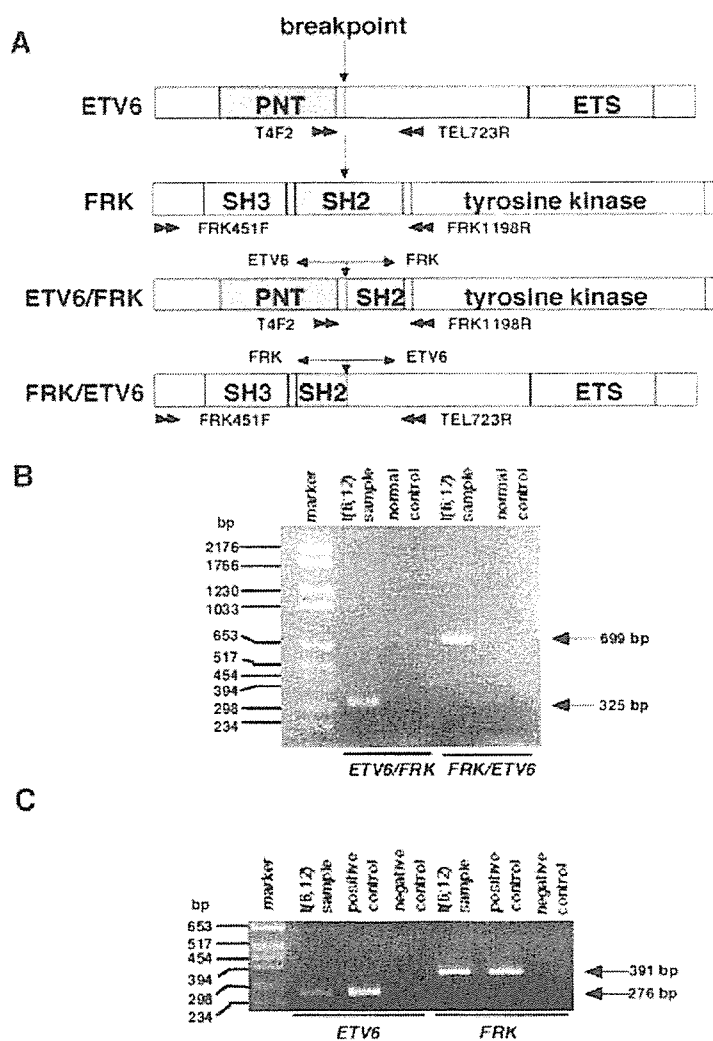 A
breakpoint
ETV6
PNT
ETS
T4F2
TEL723R
FRK
SH3
SH2
tyrosine kinase
FRK451F
FRK1198R
ETV6
FRK
ETV6/FRK
PNT
SH2
tyrosine kinase
T4F2
FRK1198R
FRK
ETV6
FRK/ETV6
SH3
SH2
ETS
FRK451F
TEL723R
B
bp
marker
t(6;12) sample
normal control
t(6;12) sample
normal control
2176
1766
1230
1033
653
517
454
394
298
234
699 bp
325 bp
ETV6/FRK
FRK/ETV6
C
bp
marker
t(6;12) sample
positive control
negative control
t(6;12) sample
positive control
negative control
653
517
454
394
298
234
391 bp
276 bp
ETV6
FRK